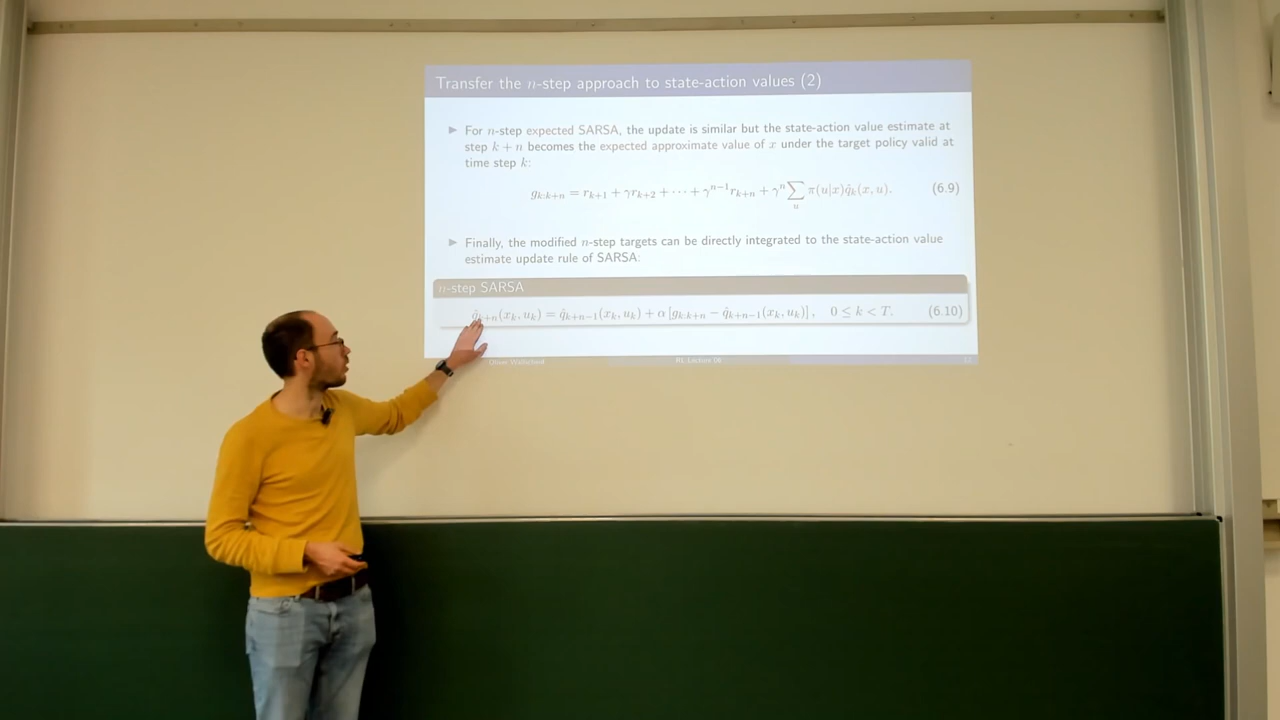 Transfer the n-step approach to state-action values (2)
► For n-step expected SARSA, the update is similar but the state-action value estimate at
step k + n becomes the expected approximate value of x under the target policy valid at
time step k:
g_{k:k+n} = r_{k+1} + γr_{k+2} + ··· + γ^{n−1}r_{k+n} + γ^n ∑_u π(u|x)q̂_k(x, u). (6.9)
► Finally, the modified n-step targets can be directly integrated to the state-action value
estimate update rule of SARSA:
n-step SARSA
q̂_{k+n}(x_k, u_k) = q̂_{k+n−1}(x_k, u_k) + α [g_{k:k+n} − q̂_{k+n−1}(x_k, u_k)], 0 ≤ k < T. (6.10)
Oliver Wallscheid RL Lecture 06